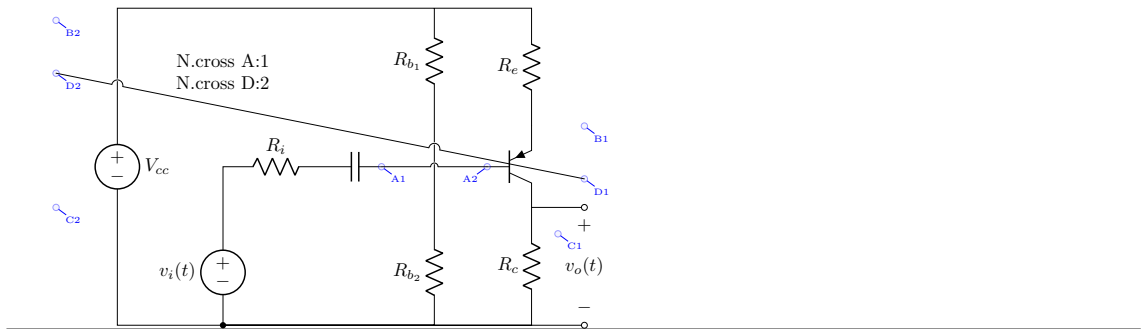 B2
N.cross A:1
N.cross D:2
D2
R_{b_1}
R_e
B1
R_i
+
−
V_{cc}
A1
A2
D1
C2
+
C1
v_i(t)
+
−
R_{b_2}
R_c
v_o(t)
−